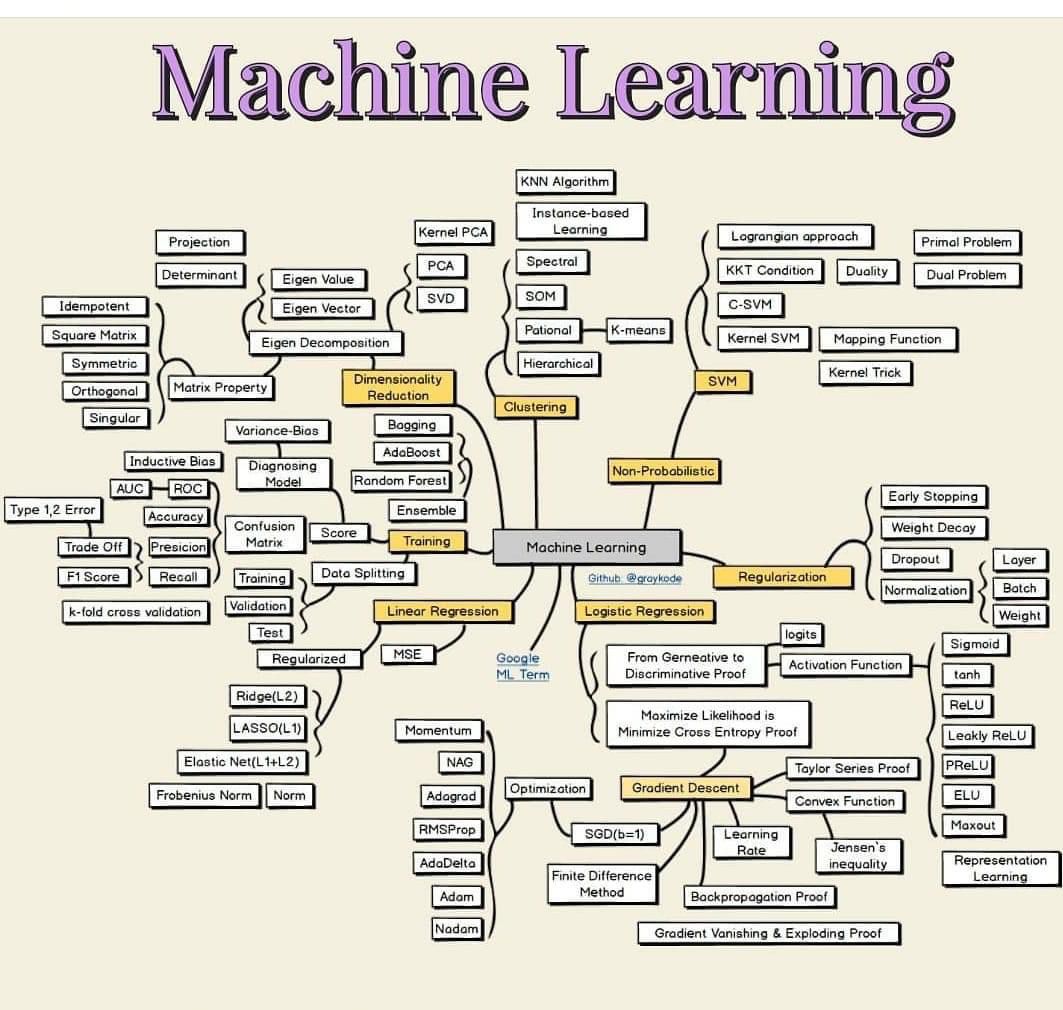 Machine Learning
KNN Algorithm
Instance-based
Learning
Spectral
SOM
Pational
K-means
Hierarchical
Clustering
Kernel PCA
PCA
SVD
Projection
Determinant
Eigen Value
Eigen Vector
Eigen Decomposition
Idempotent
Square Matrix
Symmetric
Orthogonal
Singular
Matrix Property
Dimensionality
Reduction
Lagrangian approach
Primal Problem
KKT Condition
Duality
Dual Problem
C-SVM
Kernel SVM
Mapping Function
Kernel Trick
SVM
Non-Probabilistic
Variance-Bias
Diagnosing
Model
Bagging
AdaBoost
Random Forest
Ensemble
Inductive Bias
AUC
ROC
Type 1,2 Error
Accuracy
Trade Off
Presicion
F1 Score
Recall
Confusion
Matrix
Score
Training
k-fold cross validation
Data Splitting
Training
Validation
Test
Machine Learning
Github: @graykode
Early Stopping
Weight Decay
Dropout
Normalization
Layer
Batch
Weight
Regularization
Linear Regression
Logistic Regression
Regularized
MSE
Google
ML Term
Ridge(L2)
LASSO(L1)
Elastic Net(L1+L2)
Frobenius Norm
Norm
logits
From Gerneative to
Discriminative Proof
Activation Function
Sigmoid
tanh
ReLU
Leakly ReLU
PReLU
ELU
Maxout
Representation
Learning
Maximize Likelihood is
Minimize Cross Entropy Proof
Momentum
NAG
Adagrad
RMSProp
AdaDelta
Adam
Nadam
Optimization
Gradient Descent
Taylor Series Proof
Convex Function
SGD(b=1)
Learning
Rate
Jensen's
inequality
Finite Difference
Method
Backpropagation Proof
Gradient Vanishing & Exploding Proof